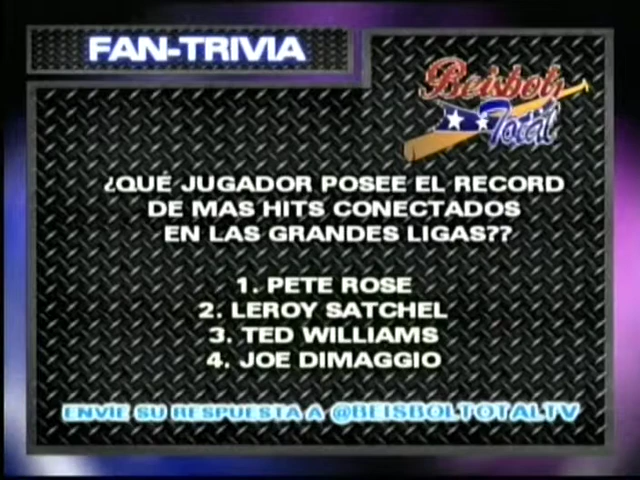 FAN-TRIVIA
Beisbol
Total
¿QUÉ JUGADOR POSEE EL RECORD
DE MAS HITS CONECTADOS
EN LAS GRANDES LIGAS??
1. PETE ROSE
2. LEROY SATCHEL
3. TED WILLIAMS
4. JOE DIMAGGIO
ENVIE SU RESPUESTA A @BEISBOLTOTALTV